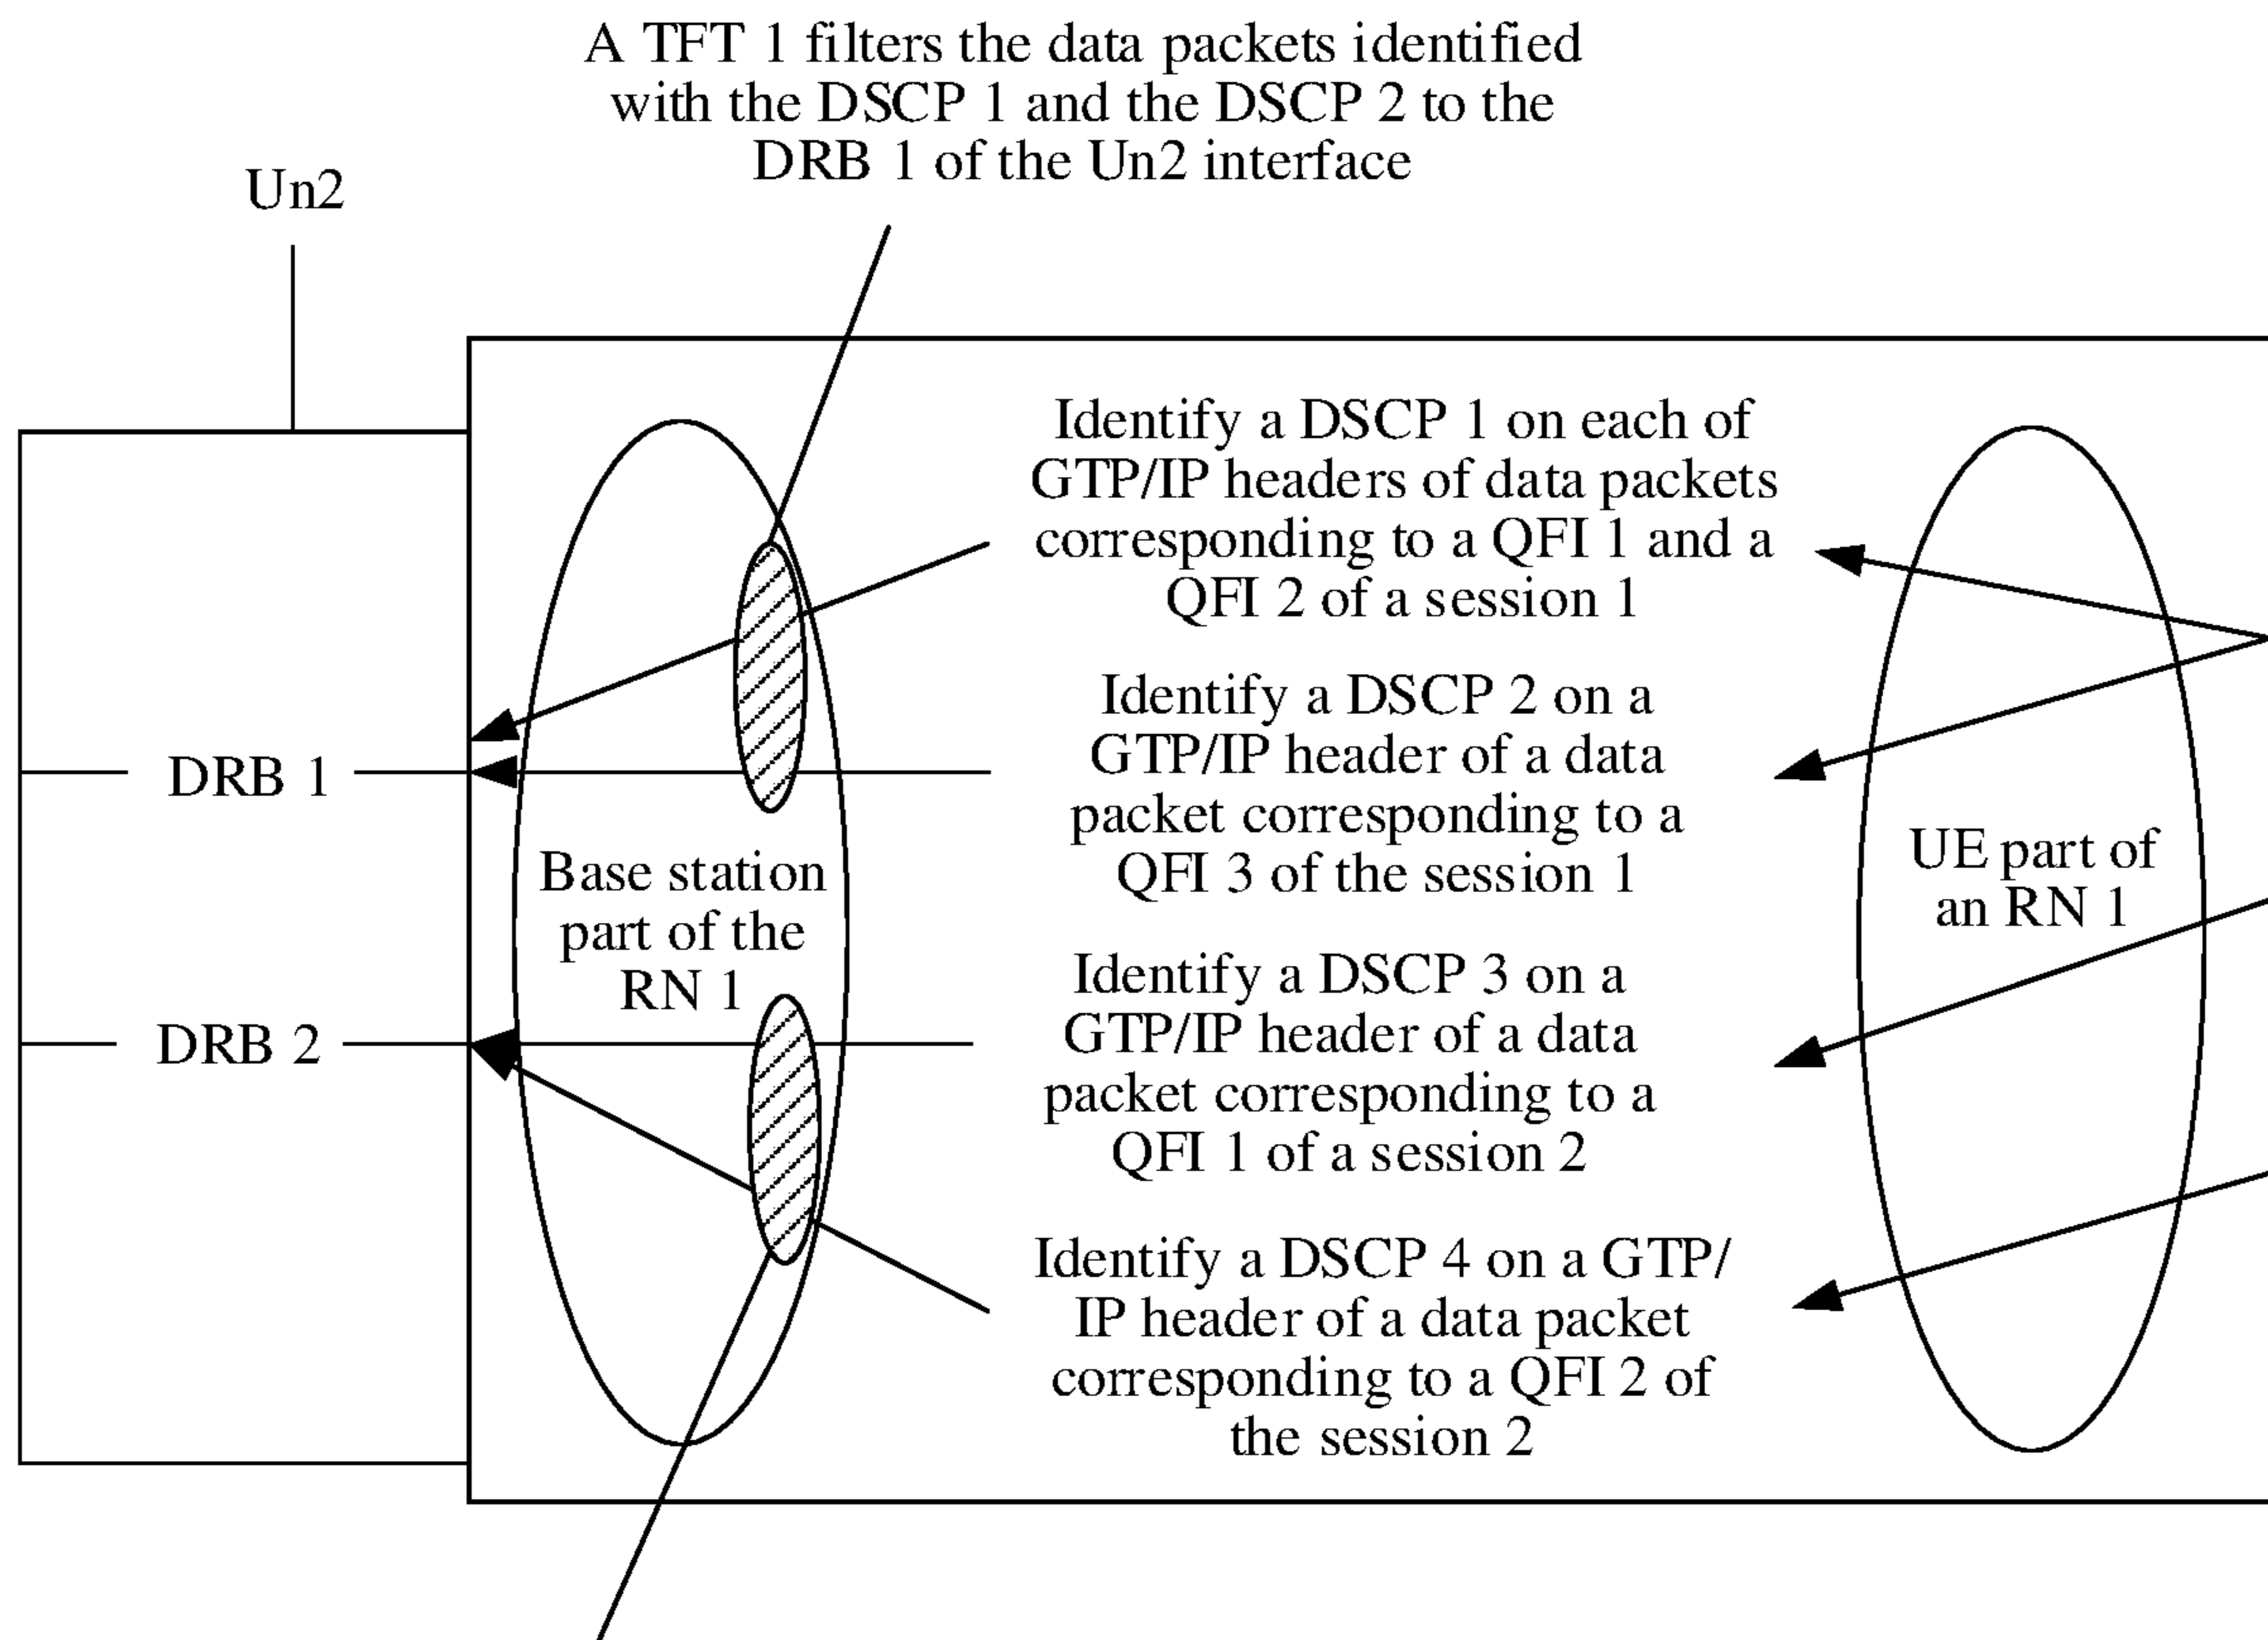 A TFT 1 filters the data packets identified
with the DSCP 1 and the DSCP 2 to the
DRB 1 of the Un2 interface
Un2
Identify a DSCP 1 on each of
GTP/IP headers of data packets
corresponding to a QFI 1 and a
QFI 2 of a session 1
Identify a DSCP 2 on a
GTP/IP header of a data
packet corresponding to a
QFI 3 of the session 1
DRB 1
Base station
part of the
RN 1
UE part of
an RN 1
DRB 2
Identify a DSCP 3 on a
GTP/IP header of a data
packet corresponding to a
QFI 1 of a session 2
Identify a DSCP 4 on a GTP/
IP header of a data packet
corresponding to a QFI 2 of
the session 2